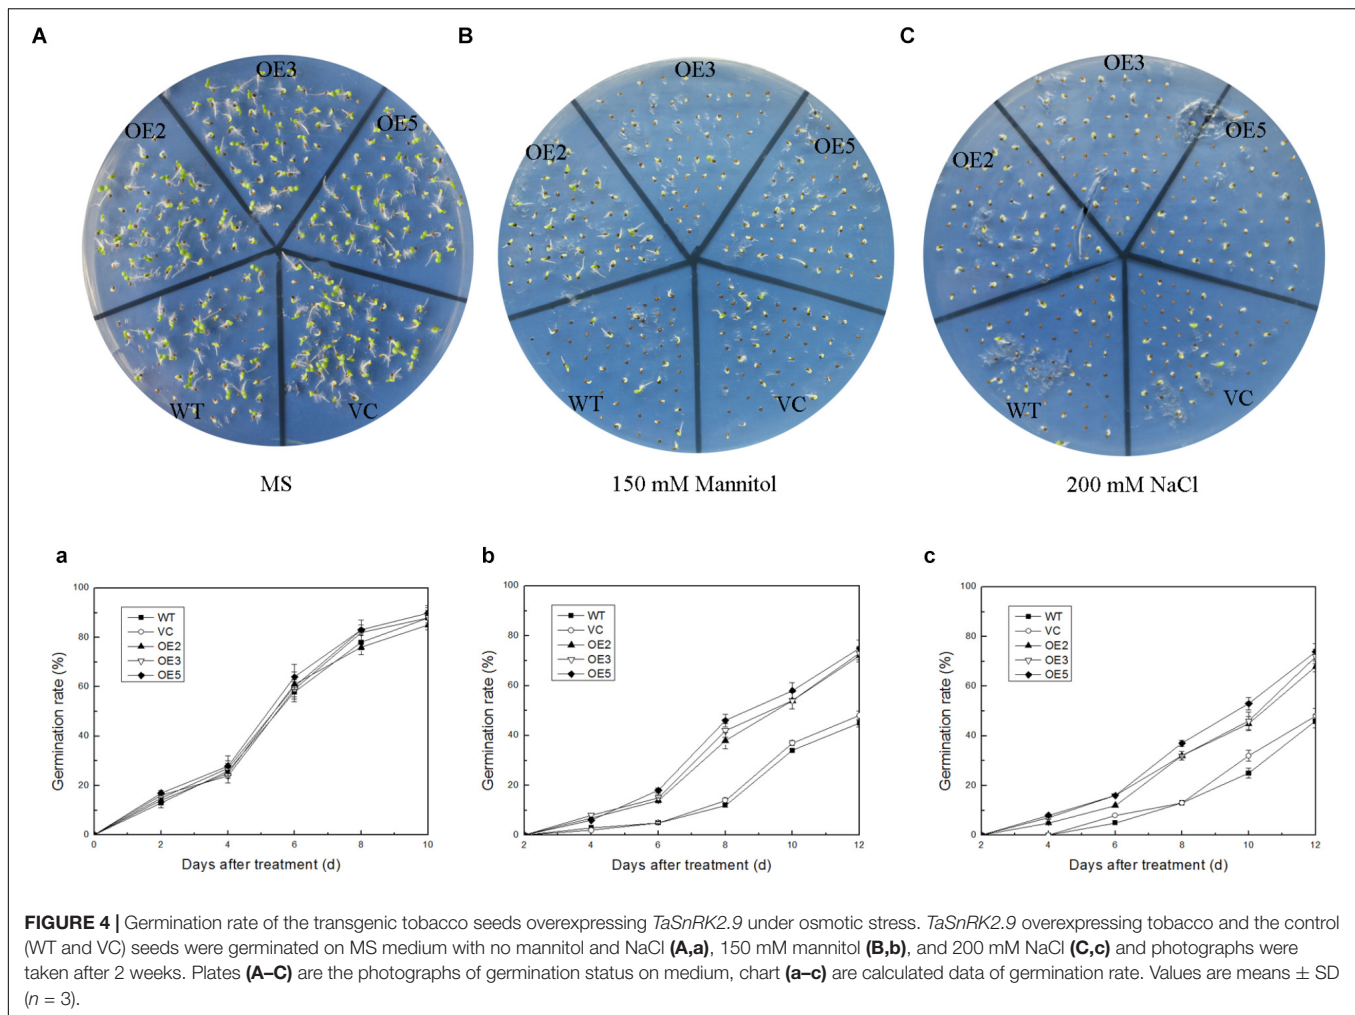 A
B
C
OE3
OE2
OE5
WT
VC
OE3
OE2
OE5
WT
VC
OE3
OE2
OE5
WT
VC
MS
150 mM Mannitol
200 mM NaCl
a
100
80
60
40
20
0
0 2 4 6 8 10
Germination rate (%)
Days after treatment (d)
WT
VC
OE2
OE3
OE5
b
100
80
60
40
20
0
2 4 6 8 10 12
Germination rate (%)
Days after treatment (d)
WT
VC
OE2
OE3
OE5
c
100
80
60
40
20
0
2 4 6 8 10 12
Germination rate (%)
Days after treatment (d)
WT
VC
OE2
OE3
OE5
FIGURE 4 | Germination rate of the transgenic tobacco seeds overexpressing TaSnRK2.9 under osmotic stress. TaSnRK2.9 overexpressing tobacco and the control
(WT and VC) seeds were germinated on MS medium with no mannitol and NaCl (A,a), 150 mM mannitol (B,b), and 200 mM NaCl (C,c) and photographs were
taken after 2 weeks. Plates (A–C) are the photographs of germination status on medium, chart (a–c) are calculated data of germination rate. Values are means ± SD
(n = 3).